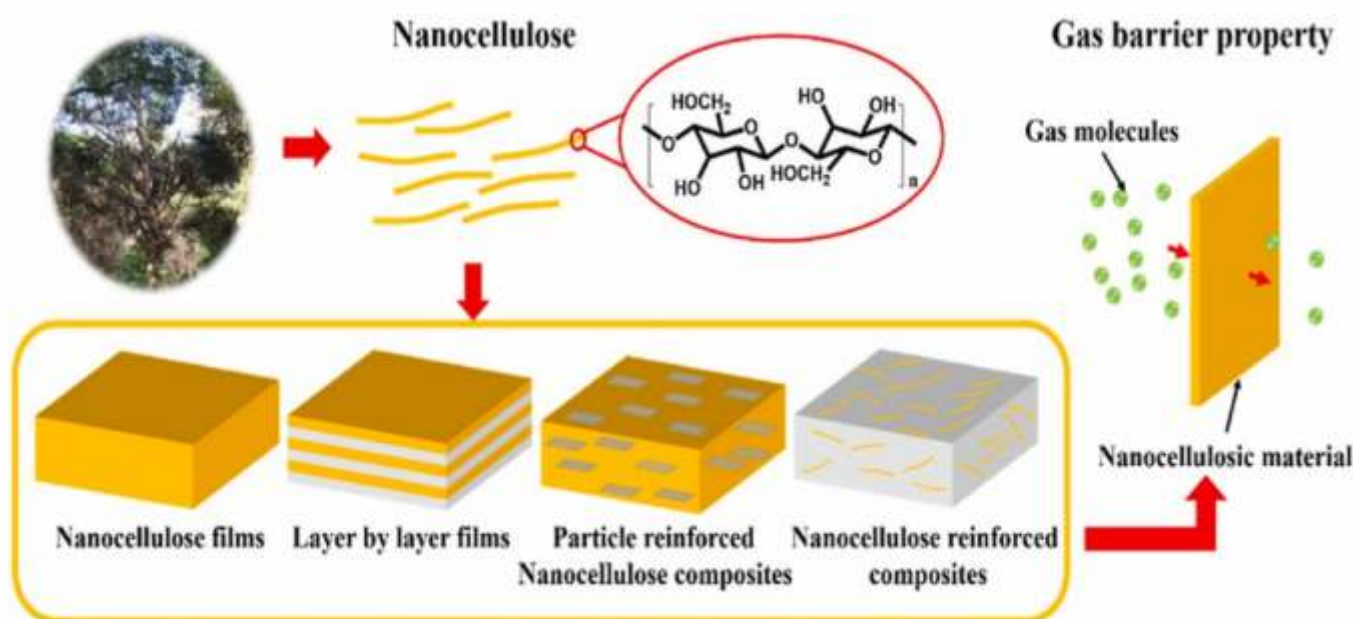 Nanocellulose
Gas barrier property
HOCH2
O
O
HO
OH
O
HO
OH
HOCH2
O
n
Gas molecules
Nanocellulosic material
Nanocellulose films
Layer by layer films
Particle reinforced
Nanocellulose composites
Nanocellulose reinforced
composites